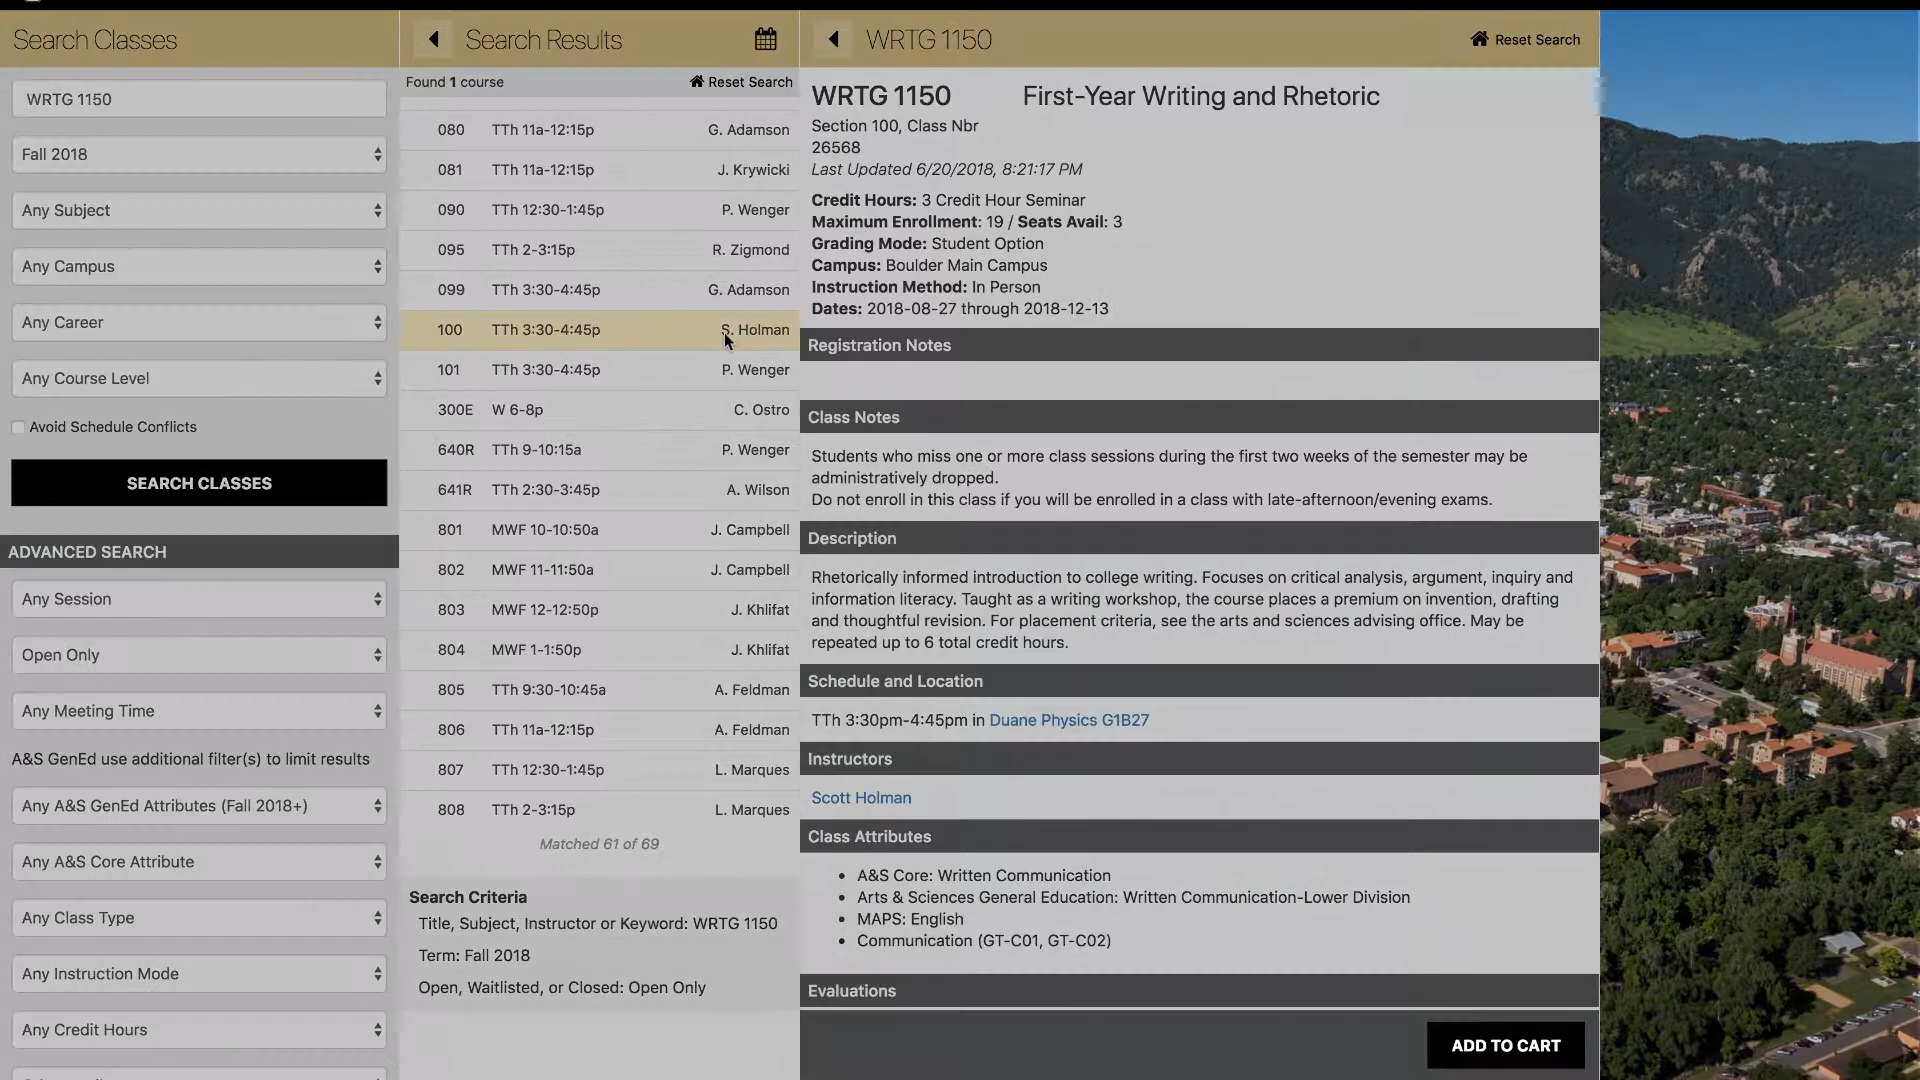 Search Classes
WRTG 1150
Fall 2018
Any Subject
Any Campus
Any Career
Any Course Level
Avoid Schedule Conflicts
SEARCH CLASSES
ADVANCED SEARCH
Any Session
Open Only
Any Meeting Time
A&S GenEd use additional filter(s) to limit results
Any A&S GenEd Attributes (Fall 2018+)
Any A&S Core Attribute
Any Class Type
Any Instruction Mode
Any Credit Hours
Search Results
Found 1 course Reset Search
080 TTh 11a-12:15p G. Adamson
081 TTh 11a-12:15p J. Krywicki
090 TTh 12:30-1:45p P. Wenger
095 TTh 2-3:15p R. Zigmond
099 TTh 3:30-4:45p G. Adamson
100 TTh 3:30-4:45p S. Holman
101 TTh 3:30-4:45p P. Wenger
300E W 6-8p C. Ostro
640R TTh 9-10:15a P. Wenger
641R TTh 2:30-3:45p A. Wilson
801 MWF 10-10:50a J. Campbell
802 MWF 11-11:50a J. Campbell
803 MWF 12-12:50p J. Khlifat
804 MWF 1-1:50p J. Khlifat
805 TTh 9:30-10:45a A. Feldman
806 TTh 11a-12:15p A. Feldman
807 TTh 12:30-1:45p L. Marques
808 TTh 2-3:15p L. Marques
Matched 61 of 69
Search Criteria
Title, Subject, Instructor or Keyword: WRTG 1150
Term: Fall 2018
Open, Waitlisted, or Closed: Open Only
WRTG 1150 Reset Search
WRTG 1150 First-Year Writing and Rhetoric
Section 100, Class Nbr
26568
Last Updated 6/20/2018, 8:21:17 PM
Credit Hours: 3 Credit Hour Seminar
Maximum Enrollment: 19 / Seats Avail: 3
Grading Mode: Student Option
Campus: Boulder Main Campus
Instruction Method: In Person
Dates: 2018-08-27 through 2018-12-13
Registration Notes
Class Notes
Students who miss one or more class sessions during the first two weeks of the semester may be
administratively dropped.
Do not enroll in this class if you will be enrolled in a class with late-afternoon/evening exams.
Description
Rhetorically informed introduction to college writing. Focuses on critical analysis, argument, inquiry and
information literacy. Taught as a writing workshop, the course places a premium on invention, drafting
and thoughtful revision. For placement criteria, see the arts and sciences advising office. May be
repeated up to 6 total credit hours.
Schedule and Location
TTh 3:30pm-4:45pm in Duane Physics G1B27
Instructors
Scott Holman
Class Attributes
• A&S Core: Written Communication
• Arts & Sciences General Education: Written Communication-Lower Division
• MAPS: English
• Communication (GT-C01, GT-C02)
Evaluations
ADD TO CART